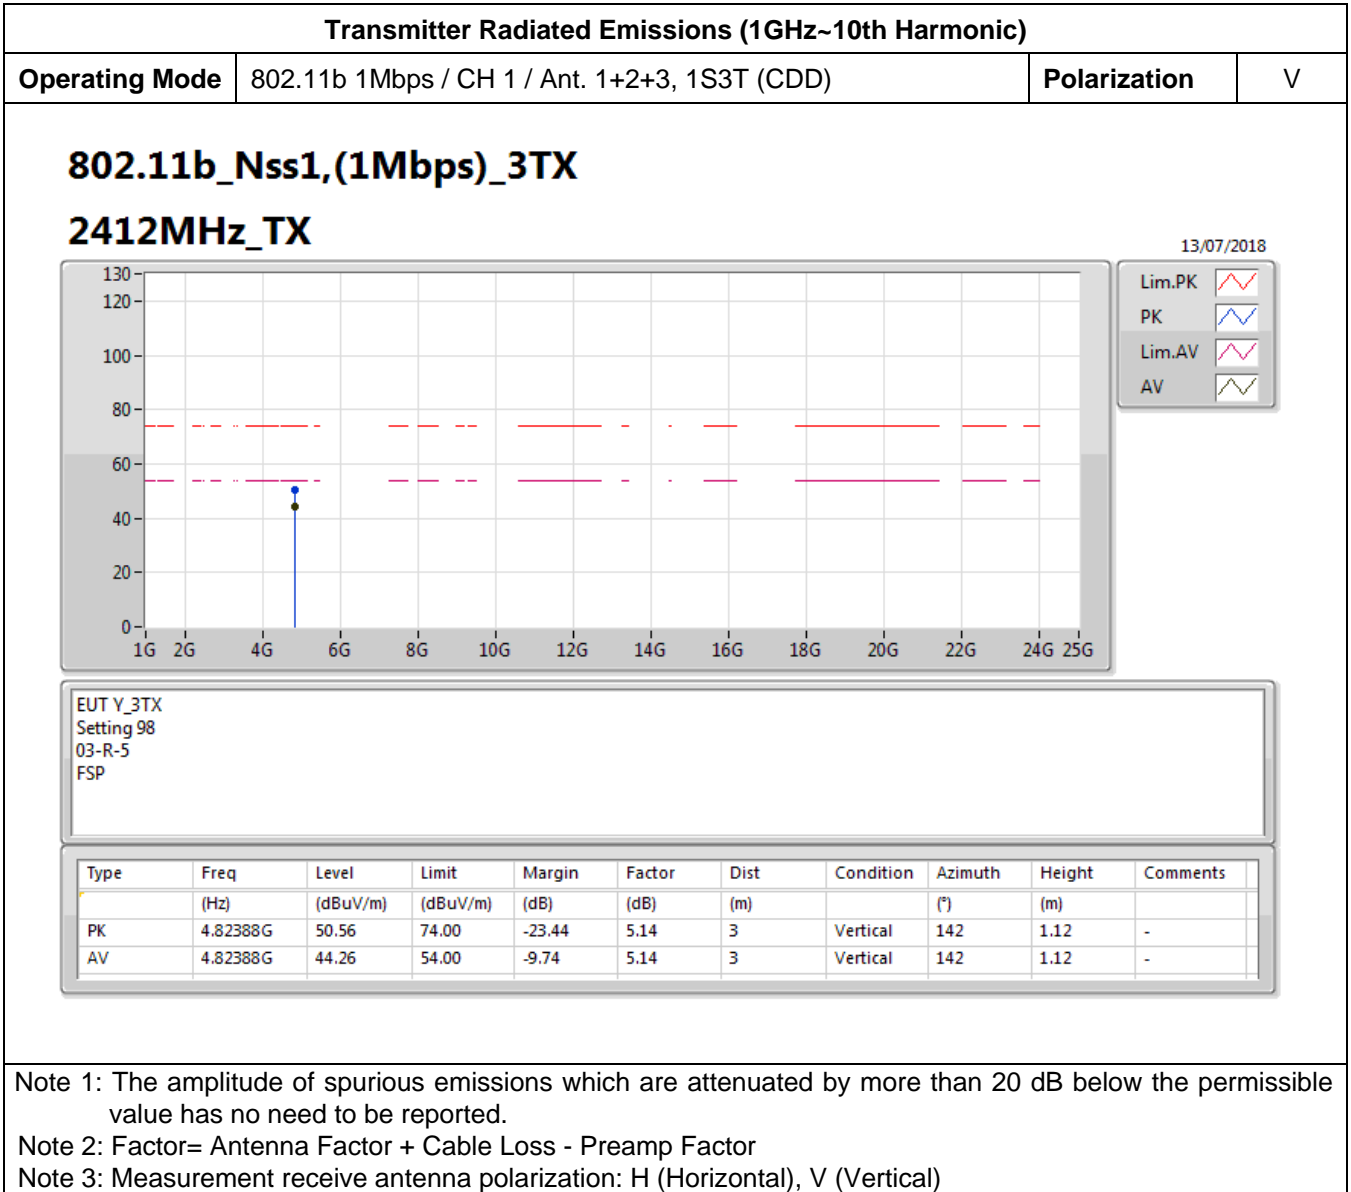 Transmitter Radiated Emissions (1GHz~10th Harmonic)
Operating Mode 802.11b 1Mbps / CH 1 / Ant. 1+2+3, 1S3T (CDD) Polarization V
802.11b_Nss1,(1Mbps)_3TX
2412MHz_TX
13/07/2018
Lim.PK
PK
Lim.AV
AV
130
120
100
80
60
40
20
0
1G 2G 4G 6G 8G 10G 12G 14G 16G 18G 20G 22G 24G 25G
EUT Y_3TX
Setting 98
03-R-5
FSP
Type Freq Level Limit Margin Factor Dist Condition Azimuth Height Comments
(Hz) (dBuV/m) (dBuV/m) (dB) (dB) (m) (°) (m)
PK 4.82388G 50.56 74.00 -23.44 5.14 3 Vertical 142 1.12 -
AV 4.82388G 44.26 54.00 -9.74 5.14 3 Vertical 142 1.12 -
Note 1: The amplitude of spurious emissions which are attenuated by more than 20 dB below the permissible
value has no need to be reported.
Note 2: Factor= Antenna Factor + Cable Loss - Preamp Factor
Note 3: Measurement receive antenna polarization: H (Horizontal), V (Vertical)